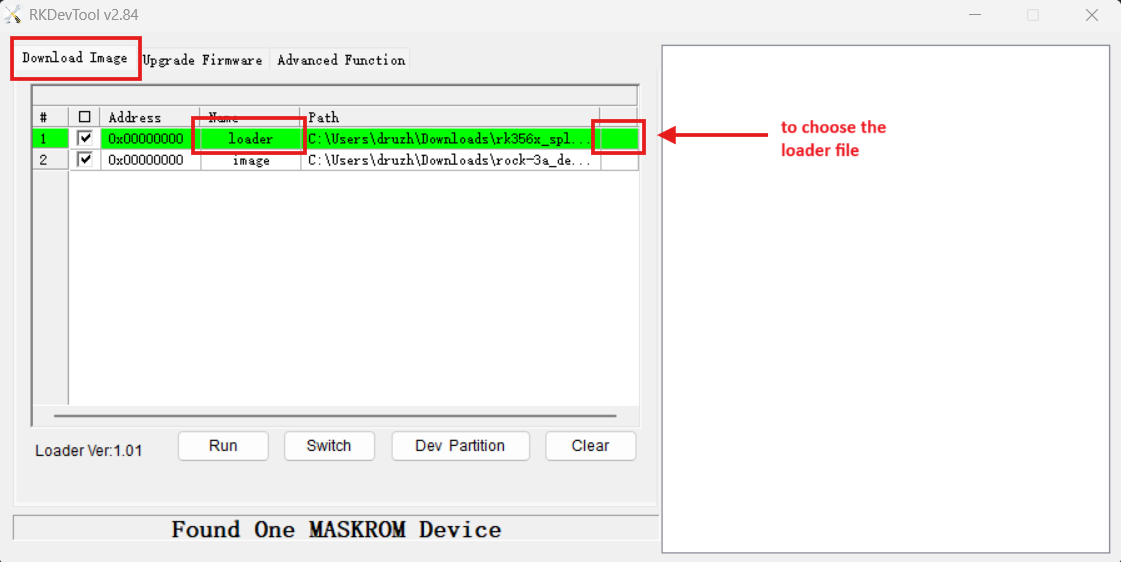 RKDevTool v2.84
Download Image Upgrade Firmware Advanced Function
# Address Name Path
1 0x00000000 loader C:\Users\druzh\Downloads\rk356x_spl...
2 0x00000000 image C:\Users\druzh\Downloads\rock-3a_de...
to choose the
loader file
Loader Ver:1.01 Run Switch Dev Partition Clear
Found One MASKROM Device